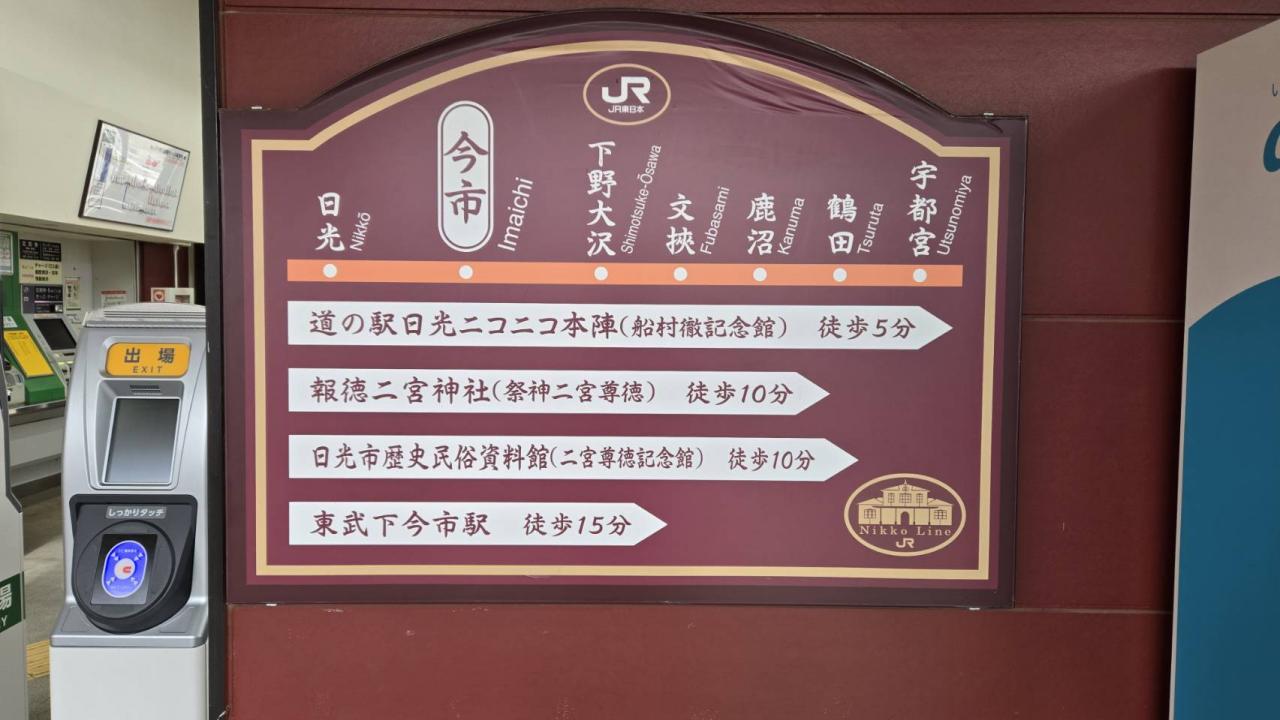 JR
JR東日本
日光
Nikkō
今市
Imaichi
下野大沢
Shimotsuke-Ōsawa
文挾
Fubasami
鹿沼
Kanuma
鶴田
Tsuruta
宇都宮
Utsunomiya
道の駅日光ニコニコ本陣(船村徹記念館) 徒歩5分
報徳二宮神社(祭神二宮尊徳) 徒歩10分
日光市歴史民俗資料館(二宮尊徳記念館) 徒歩10分
東武下今市駅 徒歩15分
Nikko Line
JR
出場
EXIT
しっかりタッチ